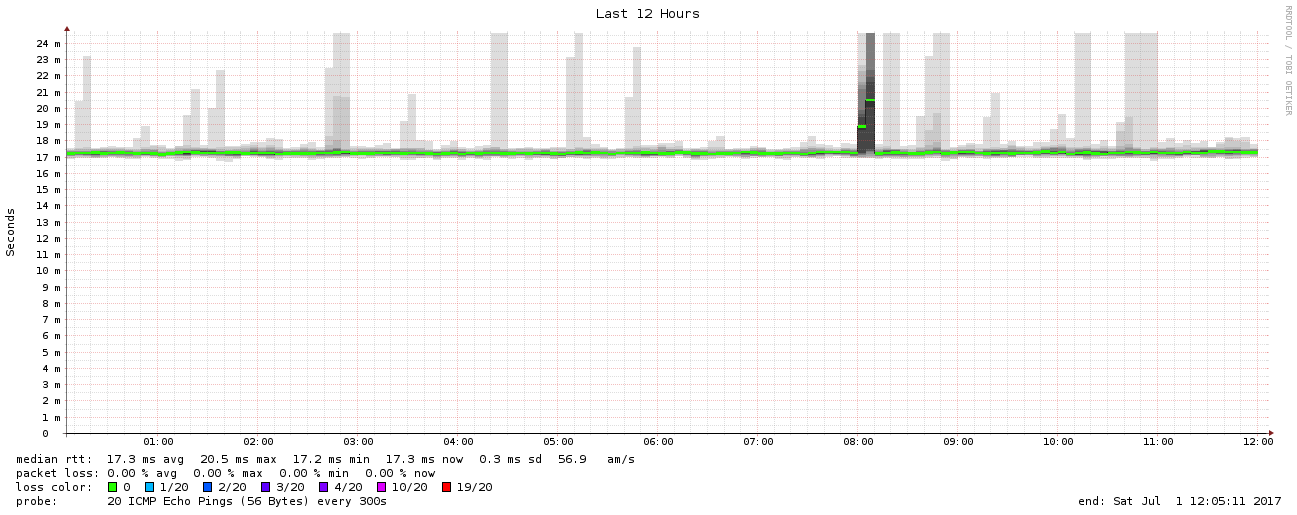 Last 12 Hours
RRDTOOL / TOBI OETIKER
Seconds
24 m
23 m
22 m
21 m
20 m
19 m
18 m
17 m
16 m
15 m
14 m
13 m
12 m
11 m
10 m
9 m
8 m
7 m
6 m
5 m
4 m
3 m
2 m
1 m
0
01:00 02:00 03:00 04:00 05:00 06:00 07:00 08:00 09:00 10:00 11:00 12:00
median rtt: 17.3 ms avg 20.5 ms max 17.2 ms min 17.3 ms now 0.3 ms sd 56.9 am/s
packet loss: 0.00 % avg 0.00 % max 0.00 % min 0.00 % now
loss color: 0 1/20 2/20 3/20 4/20 10/20 19/20
probe: 20 ICMP Echo Pings (56 Bytes) every 300s end: Sat Jul 1 12:05:11 2017